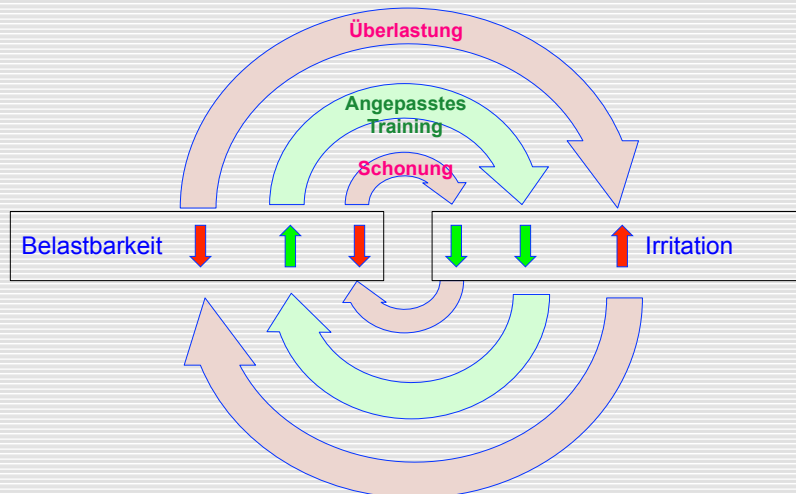 Überlastung
Angepasstes
Training
Schonung
Belastbarkeit
Irritation